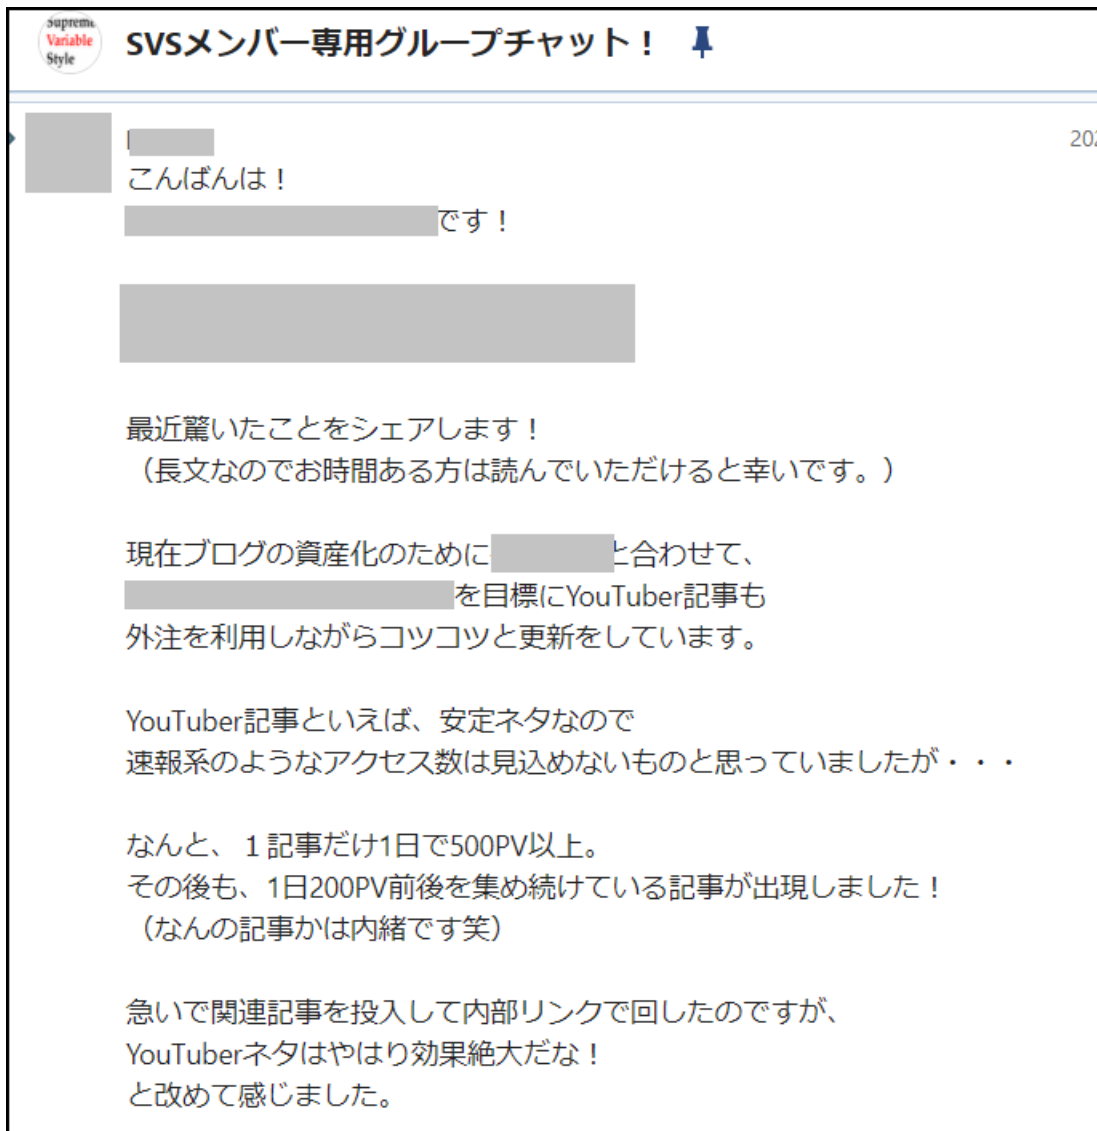 Supreme
Variable
Style
SVSメンバー専用グループチャット！
202
こんばんは！
です！
最近驚いたことをシェアします！
（長文なのでお時間ある方は読んでいただけると幸いです。）
現在ブログの資産化のために と合わせて、
を目標にYouTuber記事も
外注を利用しながらコツコツと更新をしています。
YouTuber記事といえば、安定ネタなので
速報系のようなアクセス数は見込めないものと思っていましたが・・・
なんと、１記事だけ1日で500PV以上。
その後も、1日200PV前後を集め続けている記事が出現しました！
（なんの記事かは内緒です笑）
急いで関連記事を投入して内部リンクで回したのですが、
YouTuberネタはやはり効果絶大だな！
と改めて感じました。